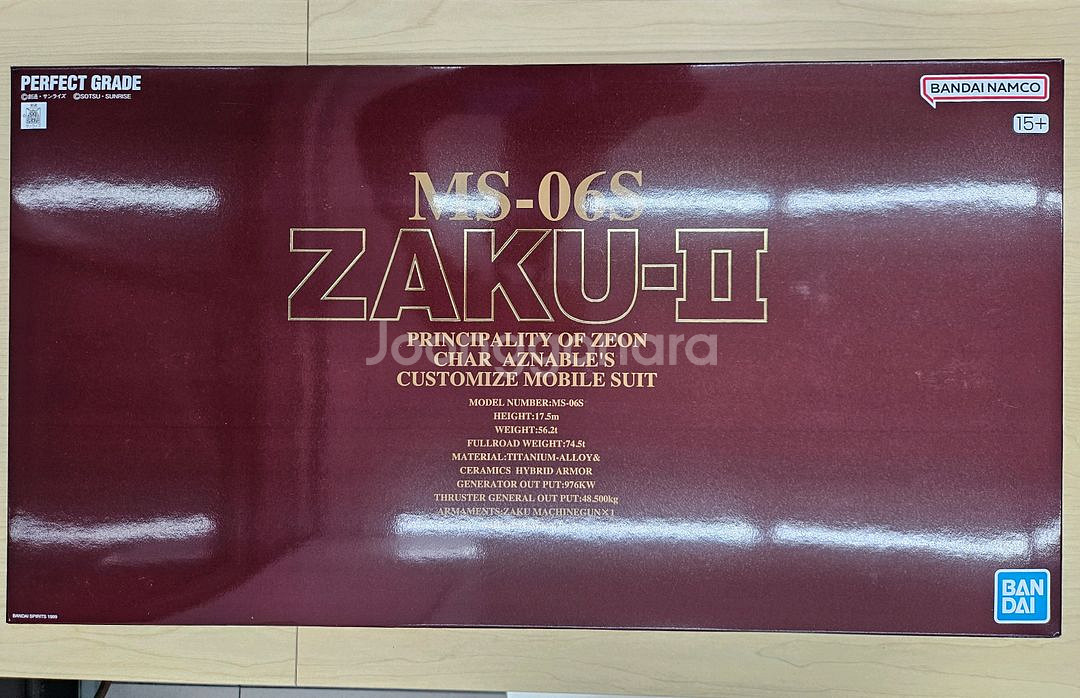 PERFECT GRADE
©創通・サンライズ ©SOTSU・SUNRISE
BANDAI NAMCO
15+
MS-06S
ZAKU-II
PRINCIPALITY OF ZEON
CHAR AZNABLE'S
CUSTOMIZE MOBILE SUIT
Joonggonara
MODEL NUMBER:MS-06S
HEIGHT:17.5m
WEIGHT:56.2t
FULLROAD WEIGHT:74.5t
MATERIAL:TITANIUM-ALLOY&
CERAMICS HYBRID ARMOR
GENERATOR OUT PUT:976KW
THRUSTER GENERAL OUT PUT:48.500kg
ARMAMENTS:ZAKU MACHINEGUN×1
BANDAI SPIRITS 1999
BAN
DAI